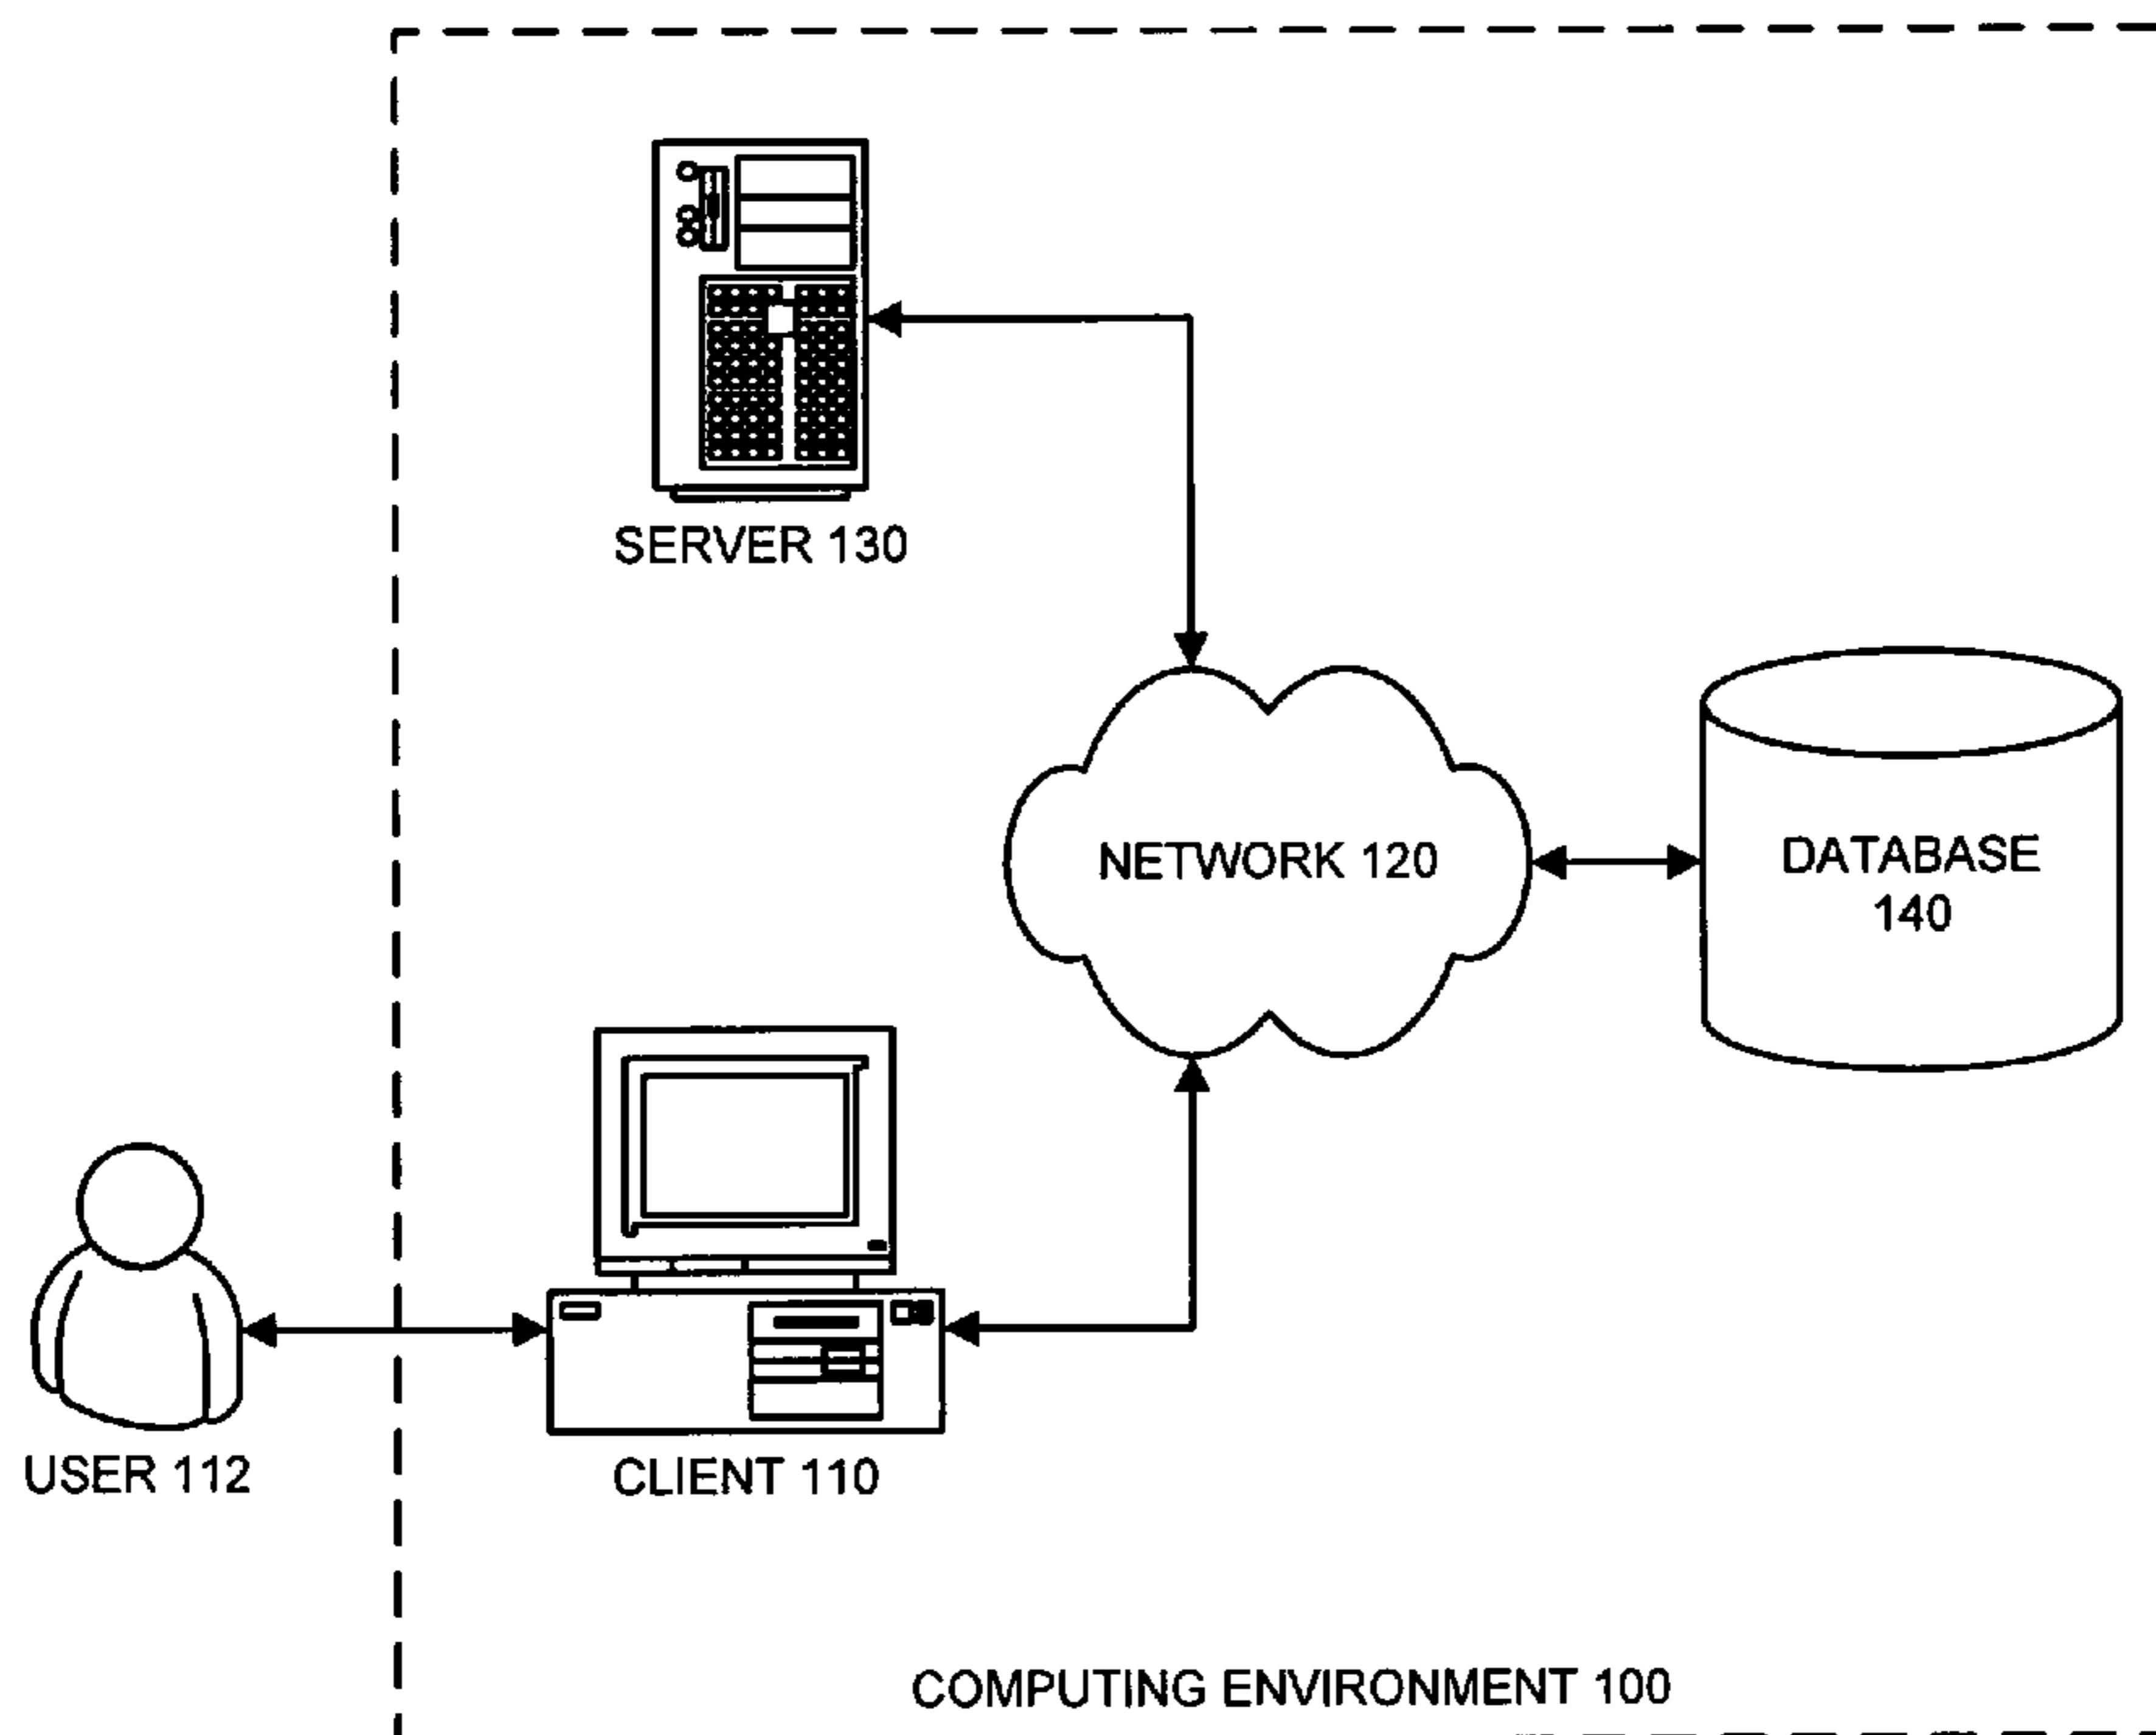 SERVER 130
NETWORK 120
DATABASE
140
USER 112
CLIENT 110
COMPUTING ENVIRONMENT 100